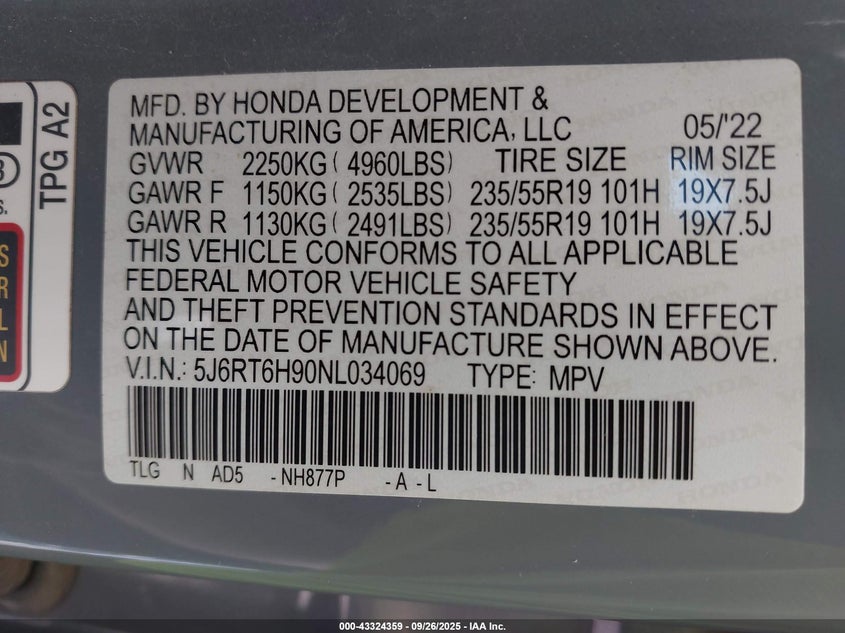 MFD. BY HONDA DEVELOPMENT &
MANUFACTURING OF AMERICA, LLC 05/'22
GVWR 2250KG ( 4960LBS) TIRE SIZE RIM SIZE
GAWR F 1150KG ( 2535LBS) 235/55R19 101H 19X7.5J
GAWR R 1130KG ( 2491LBS) 235/55R19 101H 19X7.5J
THIS VEHICLE CONFORMS TO ALL APPLICABLE
FEDERAL MOTOR VEHICLE SAFETY
AND THEFT PREVENTION STANDARDS IN EFFECT
ON THE DATE OF MANUFACTURE SHOWN ABOVE.
V.I.N.: 5J6RT6H90NL034069 TYPE: MPV
TLG N AD5 -NH877P -A-L
TPG A2
000-43324359 - 09/26/2025 - IAA Inc.